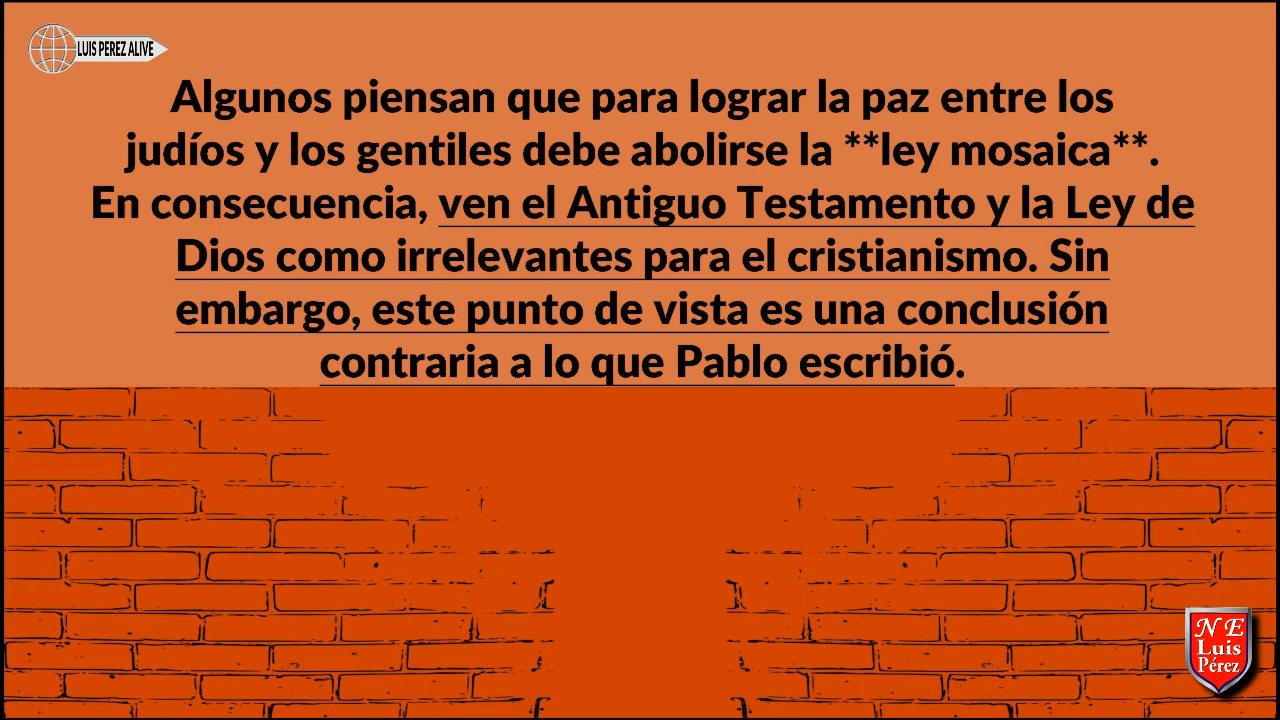 LUIS PEREZ ALIVE
Algunos piensan que para lograr la paz entre los
judíos y los gentiles debe abolirse la **ley mosaica**.
En consecuencia, ven el Antiguo Testamento y la Ley de
Dios como irrelevantes para el cristianismo. Sin
embargo, este punto de vista es una conclusión
contraria a lo que Pablo escribió.
N E
Luis
Pérez